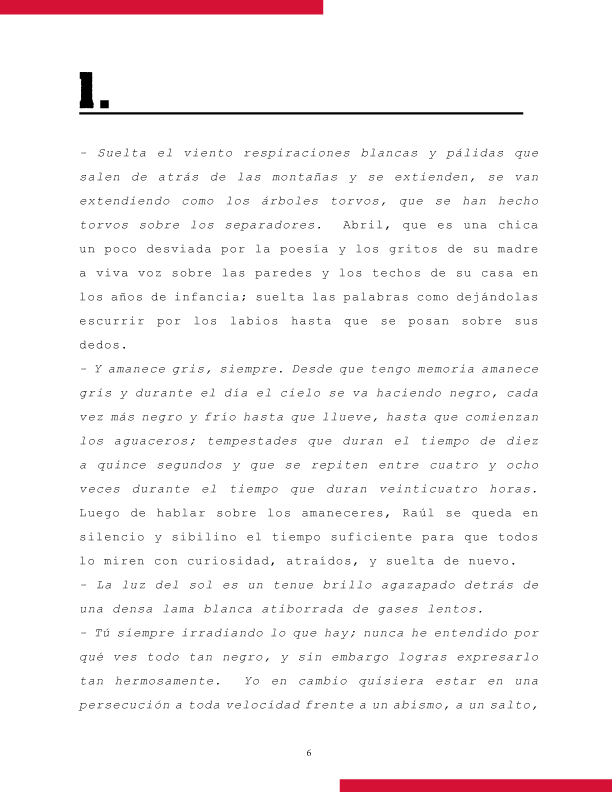 1.
– Suelta el viento respiraciones blancas y pálidas que
salen de atrás de las montañas y se extienden, se van
extendiendo como los árboles torvos, que se han hecho
torvos sobre los separadores. Abril, que es una chica
un poco desviada por la poesía y los gritos de su madre
a viva voz sobre las paredes y los techos de su casa en
los años de infancia; suelta las palabras como dejándolas
escurrir por los labios hasta que se posan sobre sus
dedos.
– Y amanece gris, siempre. Desde que tengo memoria amanece
gris y durante el día el cielo se va haciendo negro, cada
vez más negro y frío hasta que llueve, hasta que comienzan
los aguaceros; tempestades que duran el tiempo de diez
a quince segundos y que se repiten entre cuatro y ocho
veces durante el tiempo que duran veinticuatro horas.
Luego de hablar sobre los amaneceres, Raúl se queda en
silencio y sibilino el tiempo suficiente para que todos
lo miren con curiosidad, atraídos, y suelta de nuevo.
– La luz del sol es un tenue brillo agazapado detrás de
una densa lama blanca atiborrada de gases lentos.
– Tú siempre irradiando lo que hay; nunca he entendido por
qué ves todo tan negro, y sin embargo logras expresarlo
tan hermosamente. Yo en cambio quisiera estar en una
persecución a toda velocidad frente a un abismo, a un salto,
6